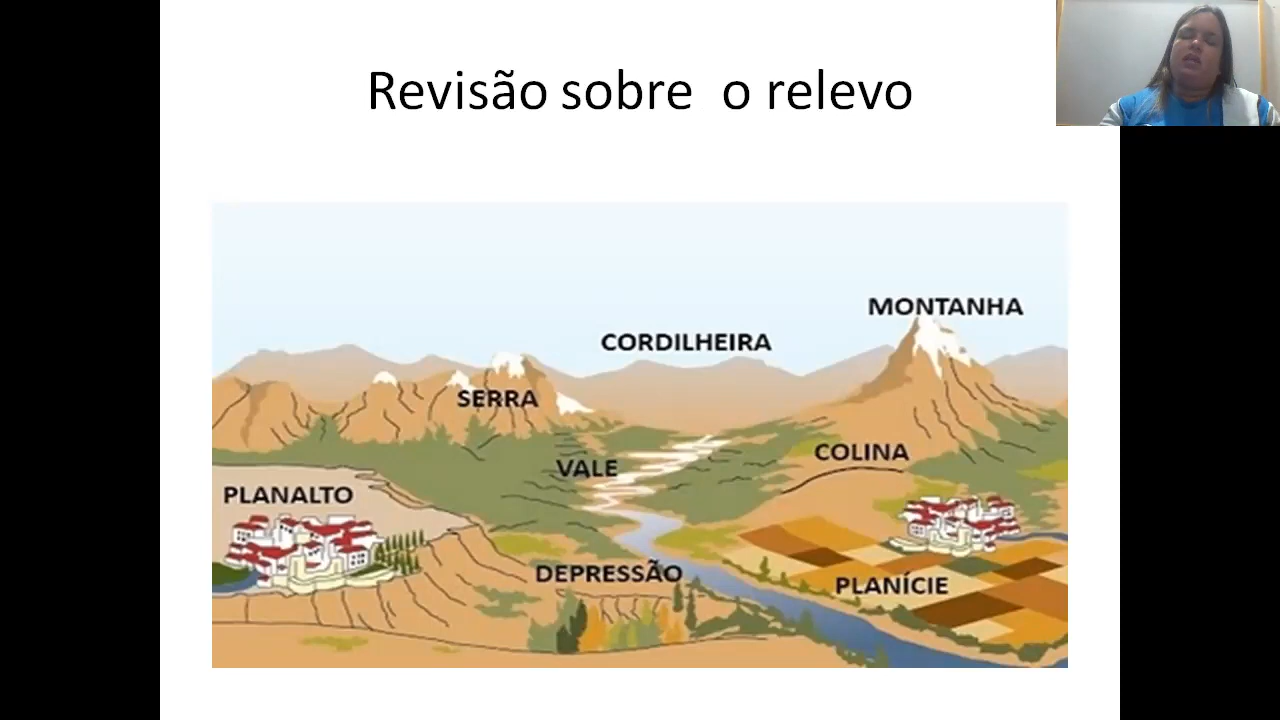 Revisão sobre o relevo
MONTANHA
CORDILHEIRA
SERRA
COLINA
VALE
PLANALTO
DEPRESSÃO
PLANÍCIE